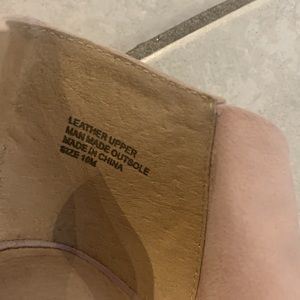 LEATHER UPPER
MAN MADE OUTSOLE
MADE IN CHINA
SIZE 10M